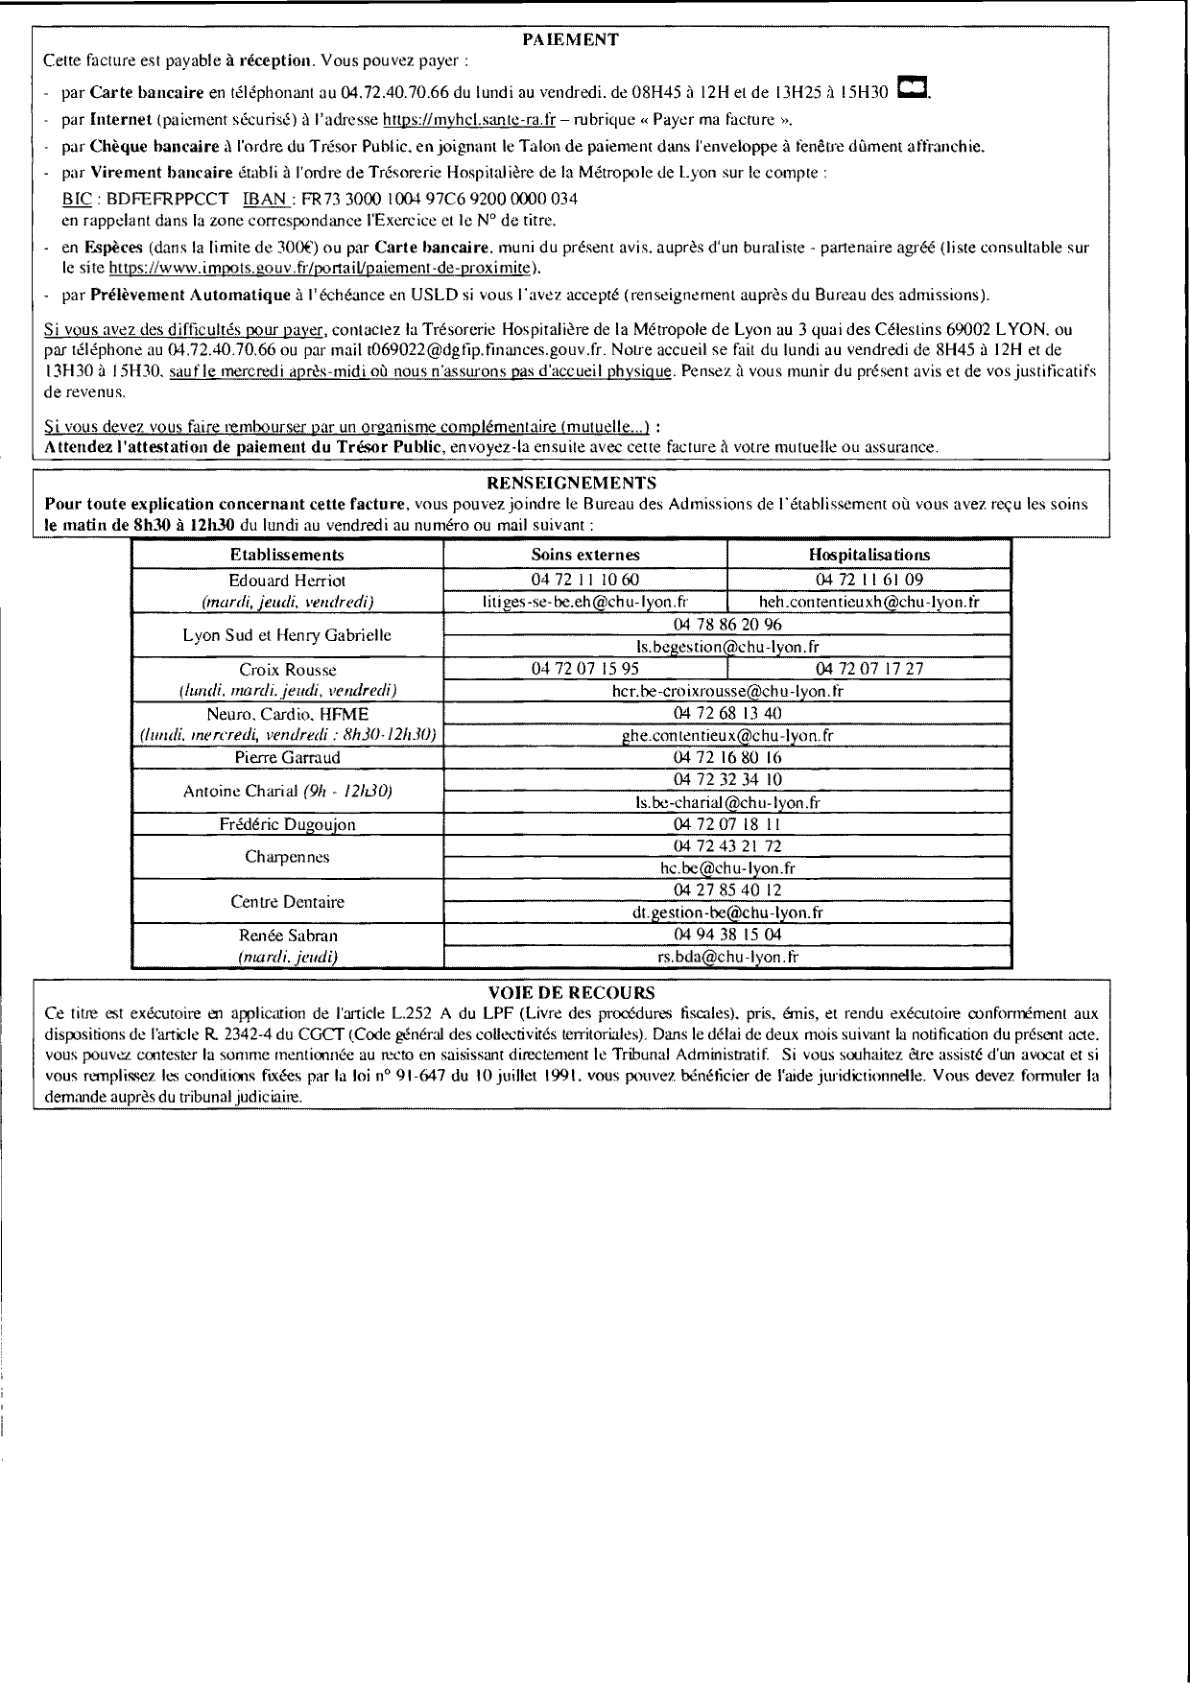 PAIEMENT
Cette facture est payable à réception. Vous pouvez payer :
- par Carte bancaire en téléphonant au 04.72.40.70.66 du lundi au vendredi. de 08H45 à 12H et de 13H25 à 15H30 .
- par Internet (paiement sécurisé) à l'adresse https://myhcl.sante-ra.fr – rubrique « Payer ma facture ».
- par Chèque bancaire à l'ordre du Trésor Public. en joignant le Talon de paiement dans l'enveloppe à fenêtre dûment affranchie.
- par Virement bancaire établi à l'ordre de Trésorerie Hospitalière de la Métropole de Lyon sur le compte :
BIC : BDFEFRPPCCT IBAN : FR73 3000 1004 97C6 9200 0000 034
en rappelant dans la zone correspondance l'Exercice et le N° de titre.
- en Espèces (dans la limite de 300€) ou par Carte bancaire. muni du présent avis. auprès d'un buraliste - partenaire agréé (liste consultable sur
le site https://www.impots.gouv.fr/portail/paiement-de-proximite).
- par Prélèvement Automatique à l'échéance en USLD si vous l'avez accepté (renseignement auprès du Bureau des admissions).
Si vous avez des difficultés pour payer, contactez la Trésorerie Hospitalière de la Métropole de Lyon au 3 quai des Célestins 69002 LYON. ou
par téléphone au 04.72.40.70.66 ou par mail t069022@dgfip.finances.gouv.fr. Notre accueil se fait du lundi au vendredi de 8H45 à 12H et de
13H30 à 15H30. sauf le mercredi après-midi où nous n'assurons pas d'accueil physique. Pensez à vous munir du présent avis et de vos justificatifs
de revenus.
Si vous devez vous faire rembourser par un organisme complémentaire (mutuelle...) :
Attendez l'attestation de paiement du Trésor Public, envoyez-la ensuite avec cette facture à votre mutuelle ou assurance.
RENSEIGNEMENTS
Pour toute explication concernant cette facture, vous pouvez joindre le Bureau des Admissions de l'établissement où vous avez reçu les soins
le matin de 8h30 à 12h30 du lundi au vendredi au numéro ou mail suivant :
Etablissements Soins externes Hospitalisations
Edouard Herriot 04 72 11 10 60 04 72 11 61 09
(mardi, jeudi, vendredi) litiges-se-be.eh@chu-lyon.fr heh.contentieuxh@chu-lyon.fr
Lyon Sud et Henry Gabrielle 04 78 86 20 96
ls.begestion@chu-lyon.fr
Croix Rousse 04 72 07 15 95 04 72 07 17 27
(lundi, mardi, jeudi, vendredi) hcr.be-croixrousse@chu-lyon.fr
Neuro, Cardio, HFME 04 72 68 13 40
(lundi, mercredi, vendredi : 8h30-12h30) ghe.contentieux@chu-lyon.fr
Pierre Garraud 04 72 16 80 16
Antoine Charial (9h - 12h30) 04 72 32 34 10
ls.be-charial@chu-lyon.fr
Frédéric Dugoujon 04 72 07 18 11
Charpennes 04 72 43 21 72
hc.be@chu-lyon.fr
Centre Dentaire 04 27 85 40 12
dt.gestion-be@chu-lyon.fr
Renée Sabran 04 94 38 15 04
(mardi, jeudi) rs.bda@chu-lyon.fr
VOIE DE RECOURS
Ce titre est exécutoire en application de l'article L.252 A du LPF (Livre des procédures fiscales). pris, émis, et rendu exécutoire conformément aux
dispositions de l'article R. 2342-4 du CGCT (Code général des collectivités territoriales). Dans le délai de deux mois suivant la notification du présent acte.
vous pouvez contester la somme mentionnée au recto en saisissant directement le Tribunal Administratif. Si vous souhaitez être assisté d'un avocat et si
vous remplissez les conditions fixées par la loi n° 91-647 du 10 juillet 1991. vous pouvez bénéficier de l'aide juridictionnelle. Vous devez formuler la
demande auprès du tribunal judiciaire.